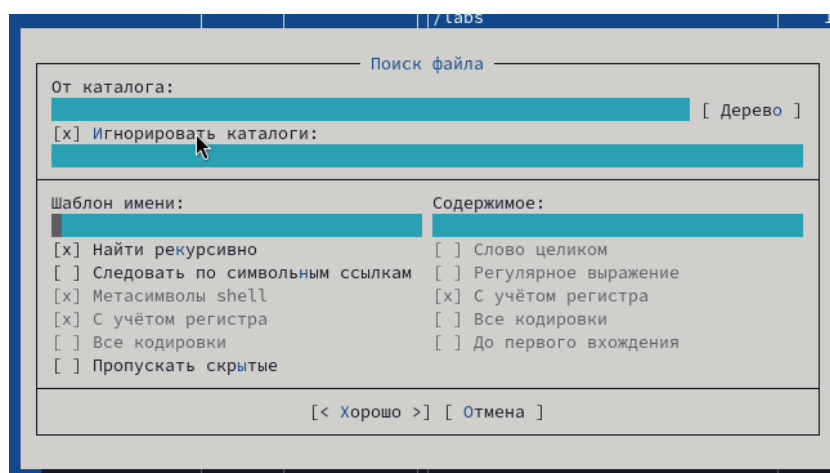 /labs
Поиск файла
От каталога:
[ Дерево ]
[x] Игнорировать каталоги:
Шаблон имени:
[x] Найти рекурсивно
[ ] Следовать по символьным ссылкам
[x] Метасимволы shell
[x] С учётом регистра
[ ] Все кодировки
[ ] Пропускать скрытые
Содержимое:
[ ] Слово целиком
[ ] Регулярное выражение
[x] С учётом регистра
[ ] Все кодировки
[ ] До первого вхождения
[< Хорошо >] [ Отмена ]